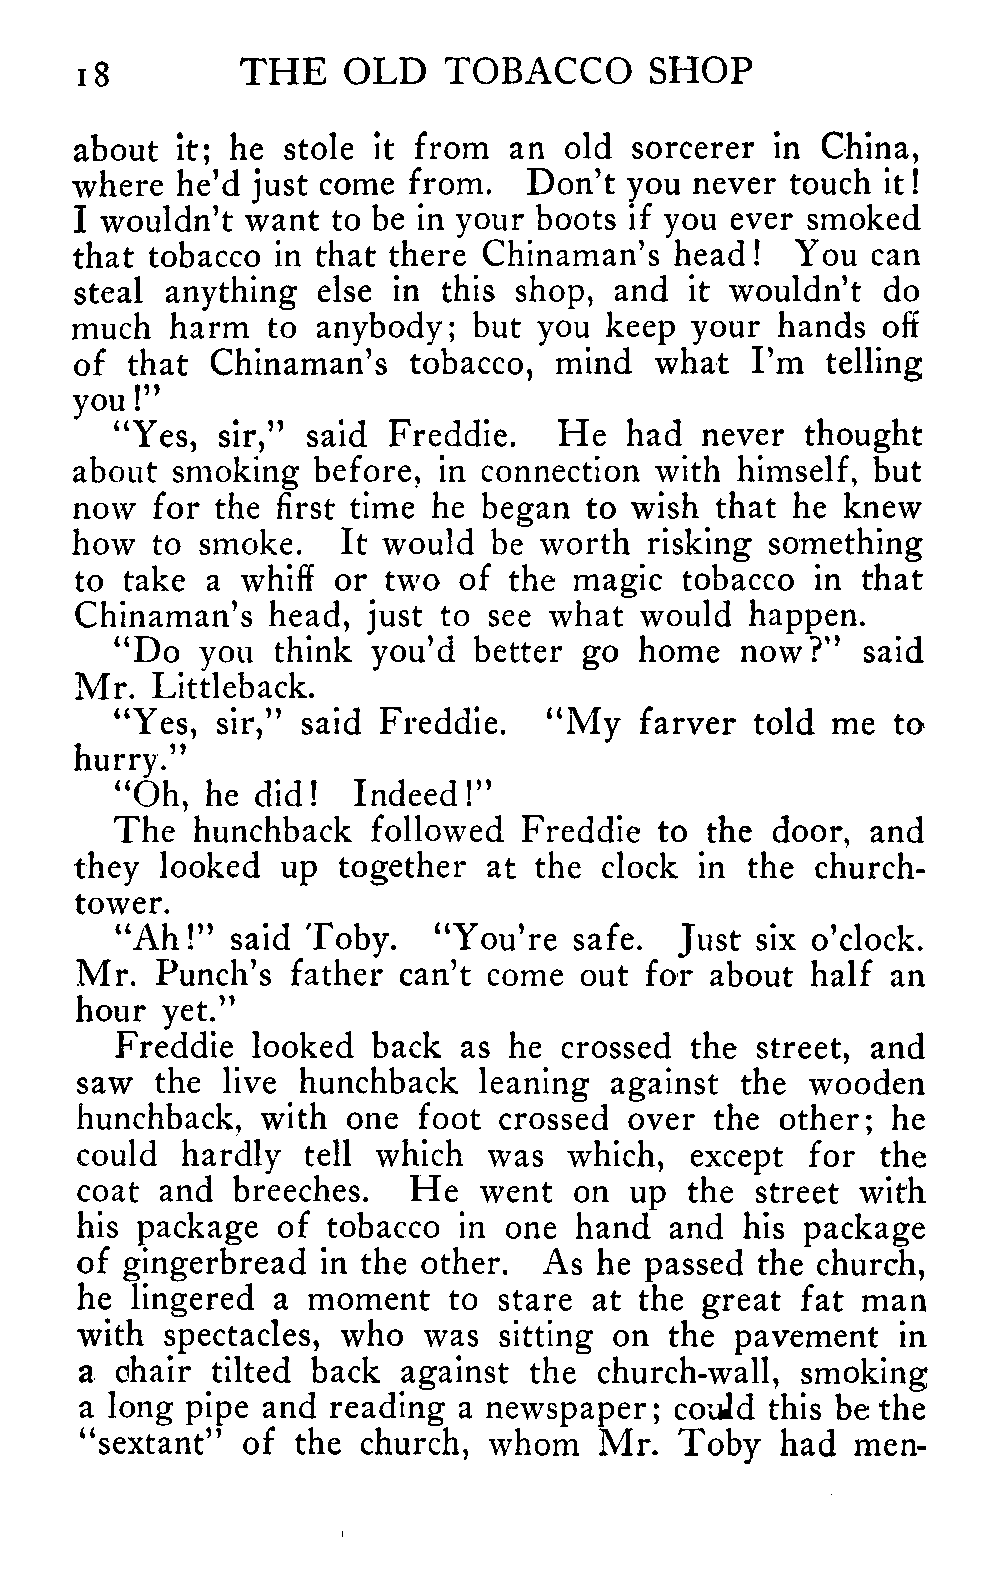 18 THE OLD TOBACCO SHOP
about it; he stole it from an old sorcerer in China,
where he'd just come from. Don't you never touch it!
I wouldn't want to be in your boots if you ever smoked
that tobacco in that there Chinaman's head! You can
steal anything else in this shop, and it wouldn't do
much harm to anybody; but you keep your hands off
of that Chinaman's tobacco, mind what I'm telling
you!"
"Yes, sir," said Freddie. He had never thought
about smoking before, in connection with himself, but
now for the first time he began to wish that he knew
how to smoke. It would be worth risking something
to take a whiff or two of the magic tobacco in that
Chinaman's head, just to see what would happen.
"Do you think you'd better go home now?" said
Mr. Littleback.
"Yes, sir," said Freddie. "My farver told me to
hurry."
"Oh, he did! Indeed!"
The hunchback followed Freddie to the door, and
they looked up together at the clock in the church-
tower.
"Ah!" said Toby. "You're safe. Just six o'clock.
Mr. Punch's father can't come out for about half an
hour yet."
Freddie looked back as he crossed the street, and
saw the live hunchback leaning against the wooden
hunchback, with one foot crossed over the other; he
could hardly tell which was which, except for the
coat and breeches. He went on up the street with
his package of tobacco in one hand and his package
of gingerbread in the other. As he passed the church,
he lingered a moment to stare at the great fat man
with spectacles, who was sitting on the pavement in
a chair tilted back against the church-wall, smoking
a long pipe and reading a newspaper; could this be the
"sextant" of the church, whom Mr. Toby had men-